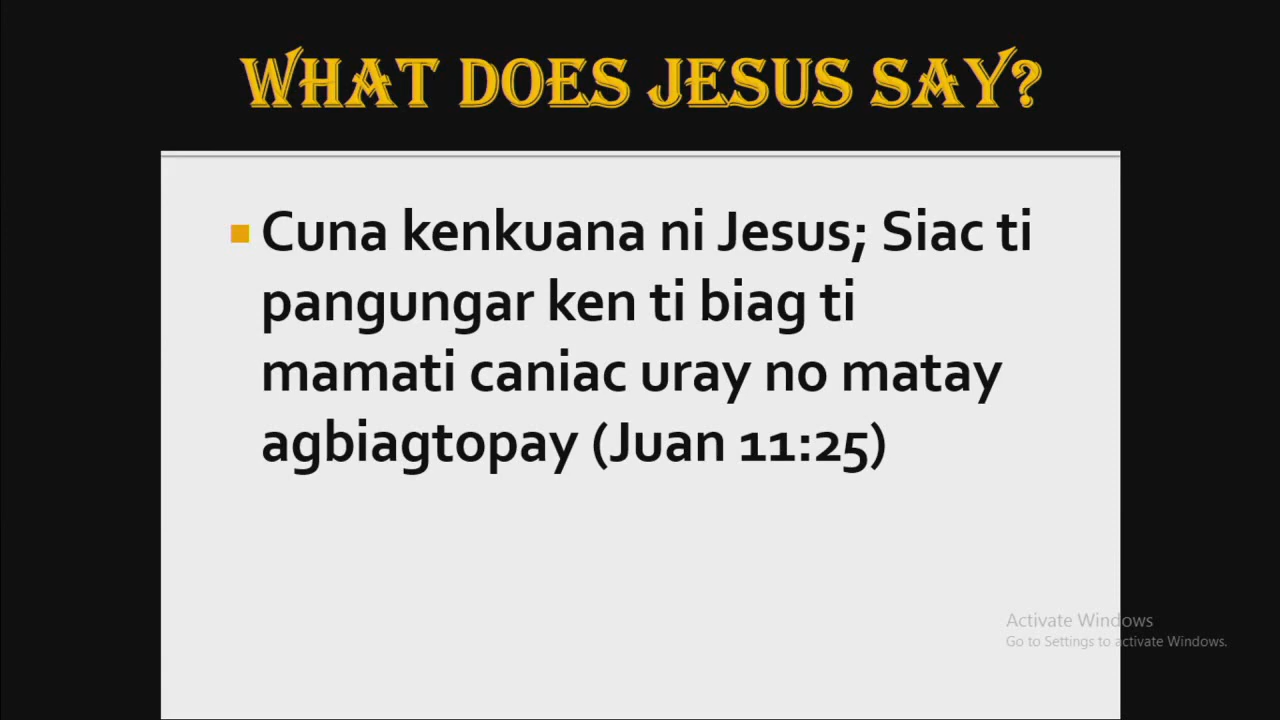 WHAT DOES JESUS SAY?
Cuna kenkuana ni Jesus; Siac ti
pangungar ken ti biag ti
mamati caniac uray no matay
agbiagtopay (Juan 11:25)
Activate Windows
Go to Settings to activate Windows.